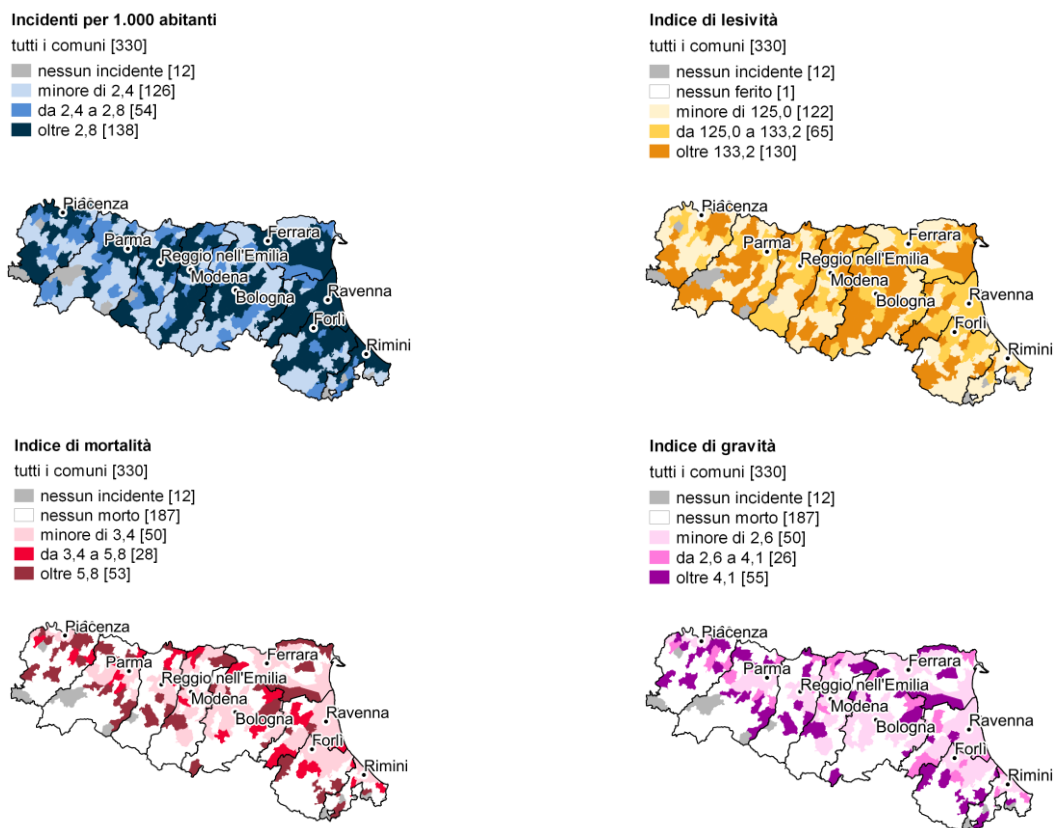 Incidenti per 1.000 abitanti
tutti i comuni [330]
nessun incidente [12]
minore di 2,4 [126]
da 2,4 a 2,8 [54]
oltre 2,8 [138]
Piacenza
Parma
Ferrara
Reggio nell'Emilia
Modena
Bologna
Ravenna
Forlì
Rimini
Indice di lesività
tutti i comuni [330]
nessun incidente [12]
nessun ferito [1]
minore di 125,0 [122]
da 125,0 a 133,2 [65]
oltre 133,2 [130]
Piacenza
Parma
Ferrara
Reggio nell'Emilia
Modena
Bologna
Ravenna
Forlì
Rimini
Indice di mortalità
tutti i comuni [330]
nessun incidente [12]
nessun morto [187]
minore di 3,4 [50]
da 3,4 a 5,8 [28]
oltre 5,8 [53]
Piacenza
Parma
Ferrara
Reggio nell'Emilia
Modena
Bologna
Ravenna
Forlì
Rimini
Indice di gravità
tutti i comuni [330]
nessun incidente [12]
nessun morto [187]
minore di 2,6 [50]
da 2,6 a 4,1 [26]
oltre 4,1 [55]
Piacenza
Parma
Ferrara
Reggio nell'Emilia
Modena
Bologna
Ravenna
Forlì
Rimini